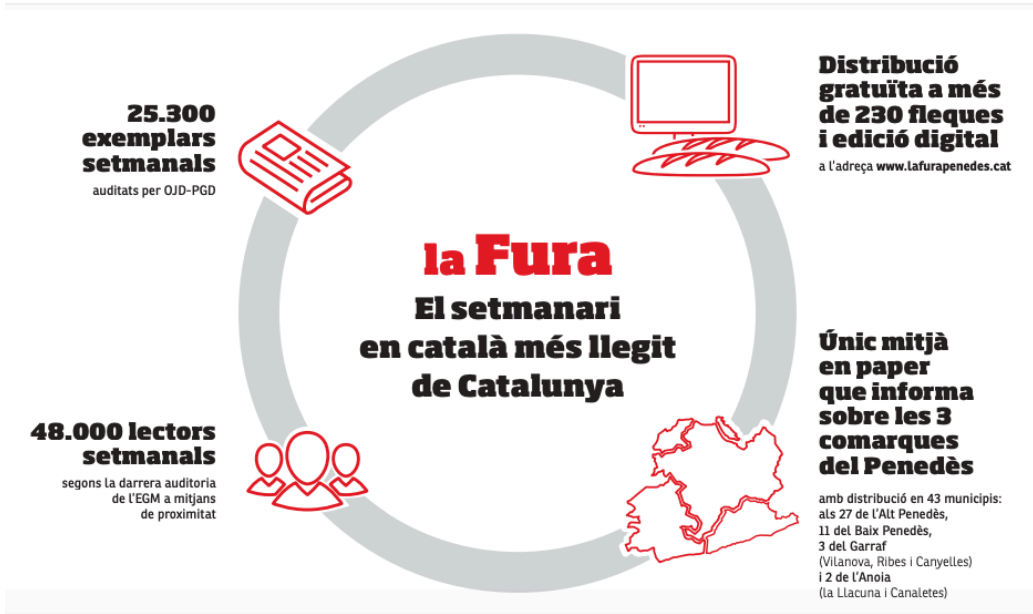 25.300
exemplars
setmanals
auditats per OJD-PGD
Distribució
gratuïta a més
de 230 fleques
i edició digital
a l'adreça www.lafurapenedes.cat
la Fura
El setmanari
en català més llegit
de Catalunya
48.000 lectors
setmanals
segons la darrera auditoria
de l'EGM a mitjans
de proximitat
Únic mitjà
en paper
que informa
sobre les 3
comarques
del Penedès
amb distribució en 43 municipis:
als 27 de l'Alt Penedès,
11 del Baix Penedès,
3 del Garraf
(Vilanova, Ribes i Canyelles)
i 2 de l'Anoia
(la Llacuna i Canaletes)